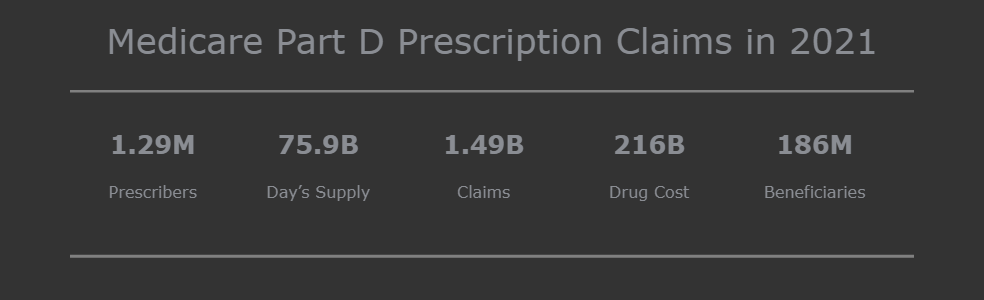 Medicare Part D Prescription Claims in 2021
1.29M 75.9B 1.49B 216B 186M
Prescribers Day’s Supply Claims Drug Cost Beneficiaries